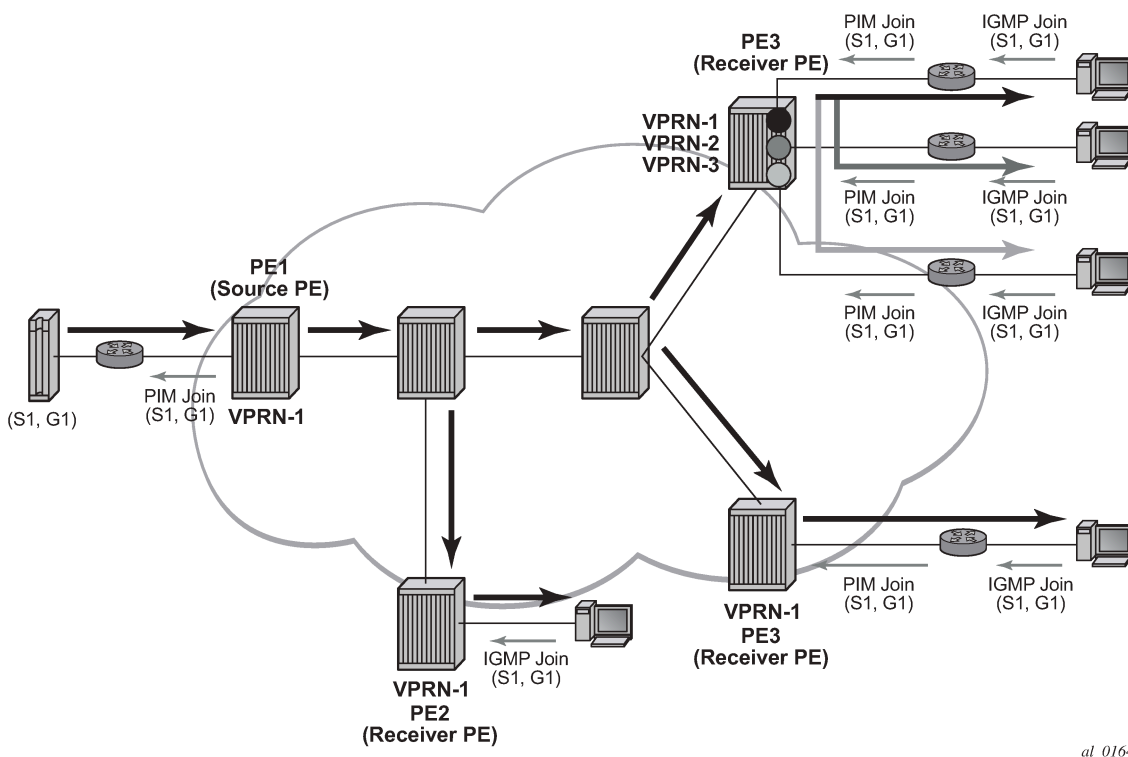 PIM Join
(S1, G1)
IGMP Join
(S1, G1)
PE3
(Receiver PE)
VPRN-1
VPRN-2
VPRN-3
PIM Join
(S1, G1)
IGMP Join
(S1, G1)
PE1
(Source PE)
PIM Join
(S1, G1)
IGMP Join
(S1, G1)
(S1, G1)
PIM Join
(S1, G1)
VPRN-1
PIM Join
(S1, G1)
IGMP Join
(S1, G1)
VPRN-1
PE3
(Receiver PE)
IGMP Join
(S1, G1)
VPRN-1
PE2
(Receiver PE)
al_0164